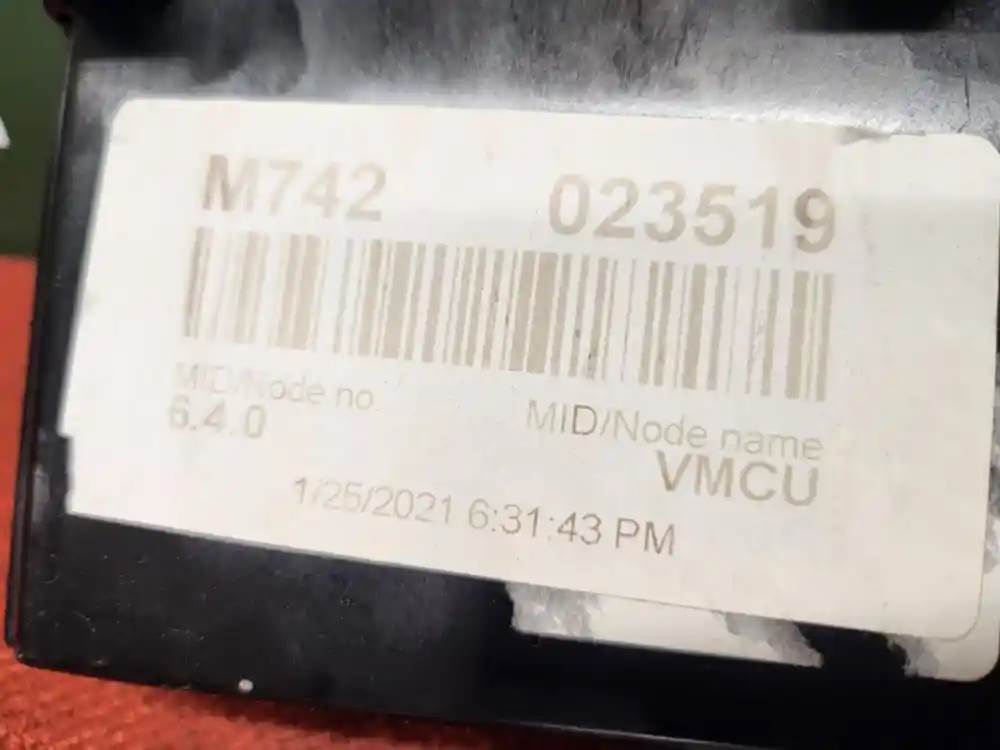 M742 023519
MID/Node no.
MID/Node name
6.4.0
VMCU
1/25/2021 6:31:43 PM